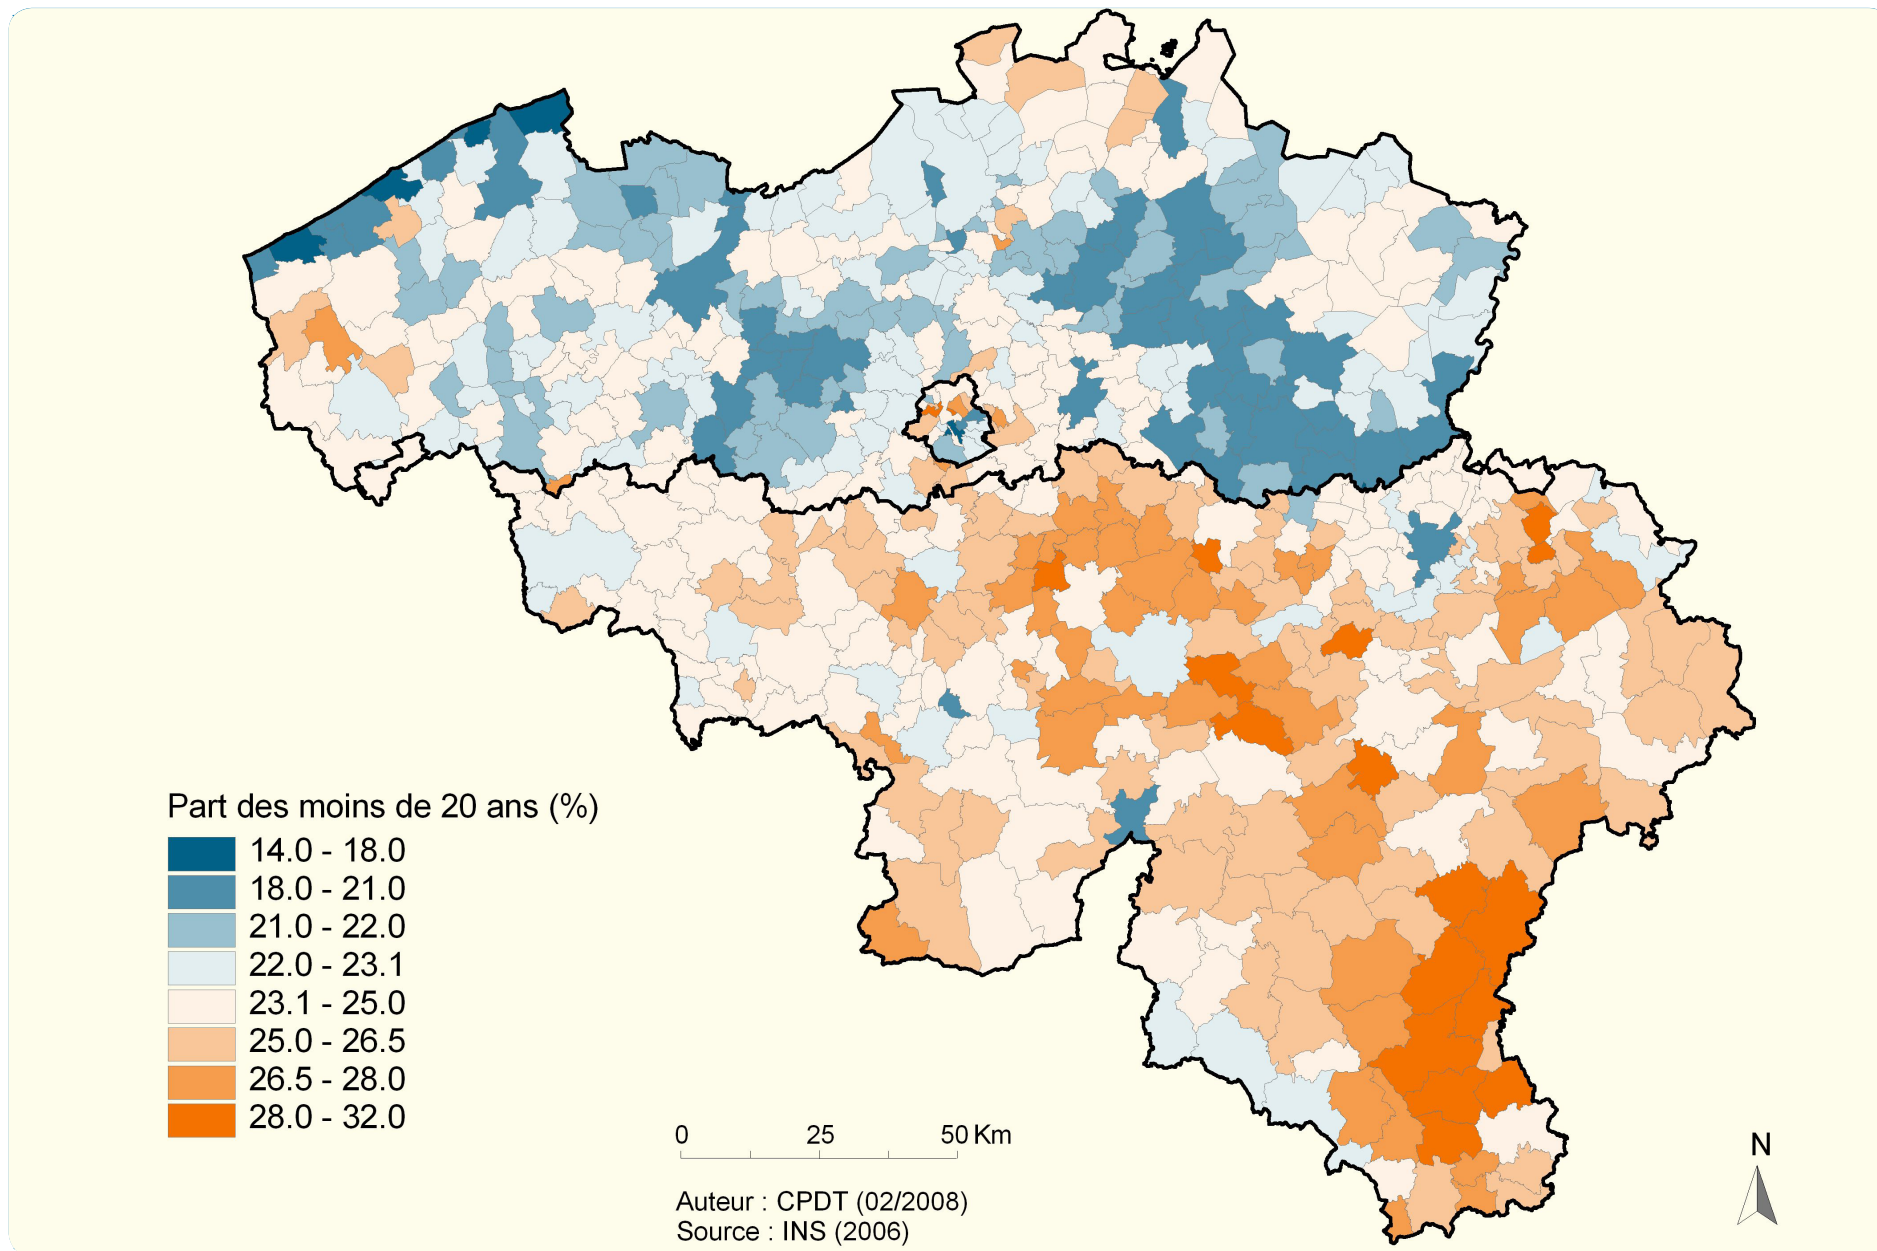 Part des moins de 20 ans (%)
14.0 - 18.0
18.0 - 21.0
21.0 - 22.0
22.0 - 23.1
23.1 - 25.0
25.0 - 26.5
26.5 - 28.0
28.0 - 32.0
0 25 50 Km
Auteur : CPDT (02/2008)
Source : INS (2006)
N